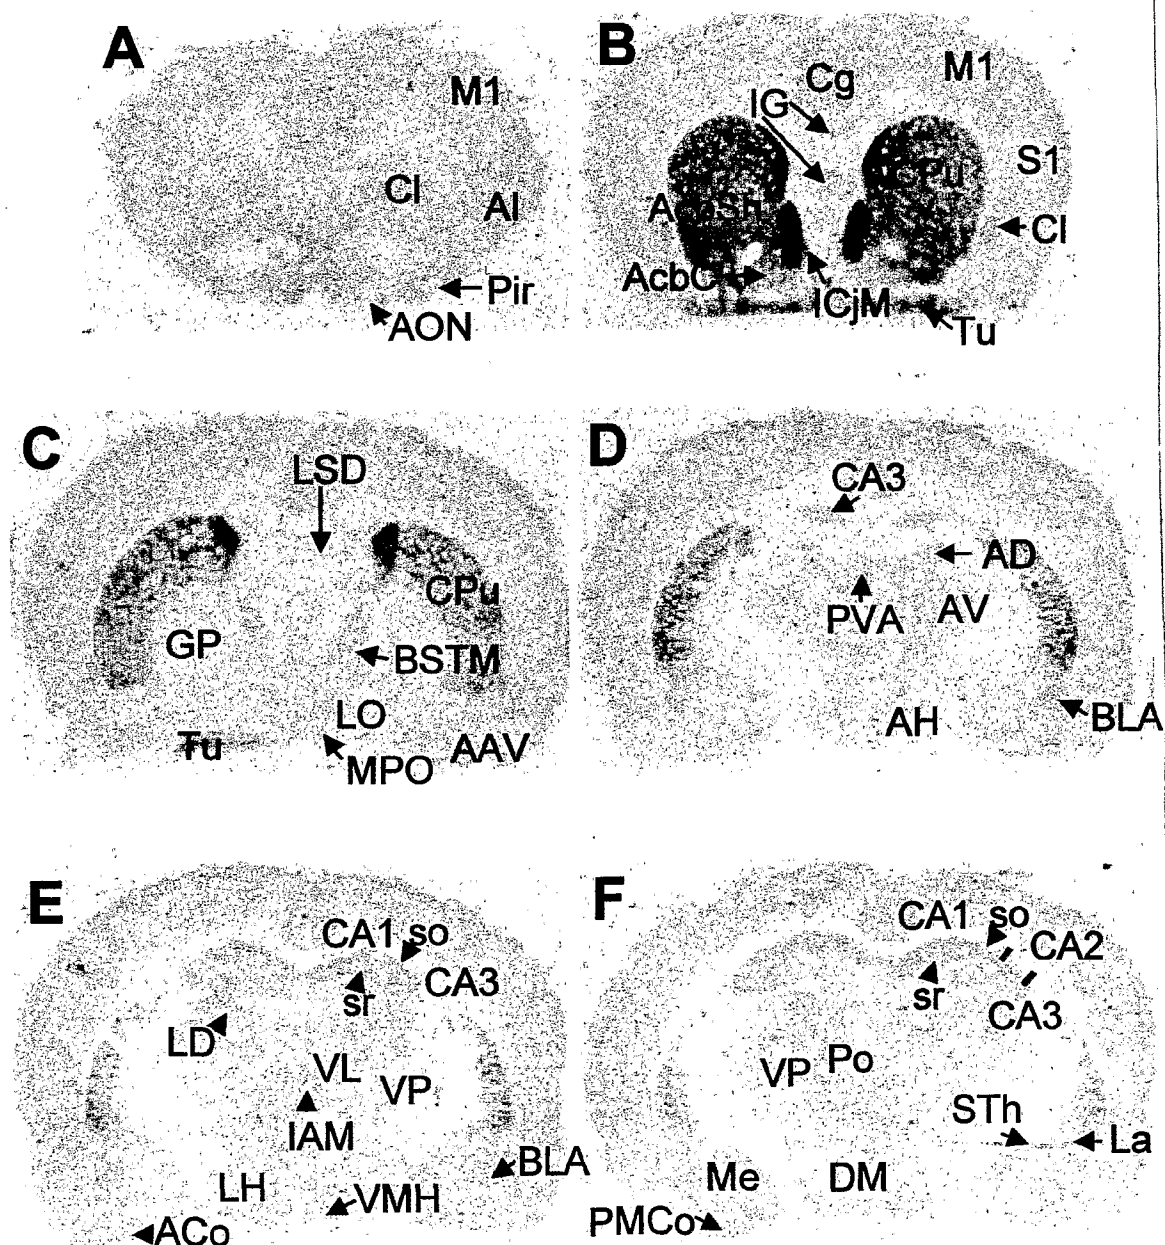 A
M1
Cl
AI
Pir
AON
B
Cg
M1
IG
S1
CPu
AcbSh
Cl
AcbC
ICjM
Tu
C
LSD
CPu
GP
BSTM
LO
Tu
MPO
AAV
D
CA3
AD
PVA
AV
AH
BLA
E
CA1 so
CA3
sr
LD
VL
VP
IAM
BLA
LH
VMH
ACo
F
CA1 so
CA2
sr
CA3
VP
Po
STh
La
Me
DM
PMCo